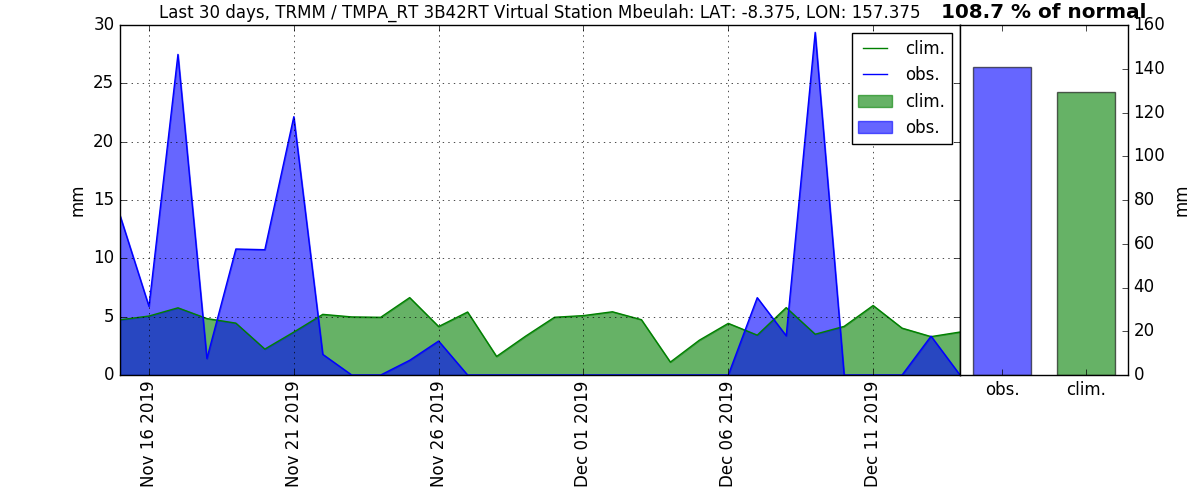 Last 30 days, TRMM / TMPA_RT 3B42RT Virtual Station Mbeulah: LAT: -8.375, LON: 157.375
108.7 % of normal
30
25
20
15
10
5
0
mm
clim.
obs.
clim.
obs.
160
140
120
100
80
60
40
20
0
mm
Nov 16 2019
Nov 21 2019
Nov 26 2019
Dec 01 2019
Dec 06 2019
Dec 11 2019
obs.
clim.